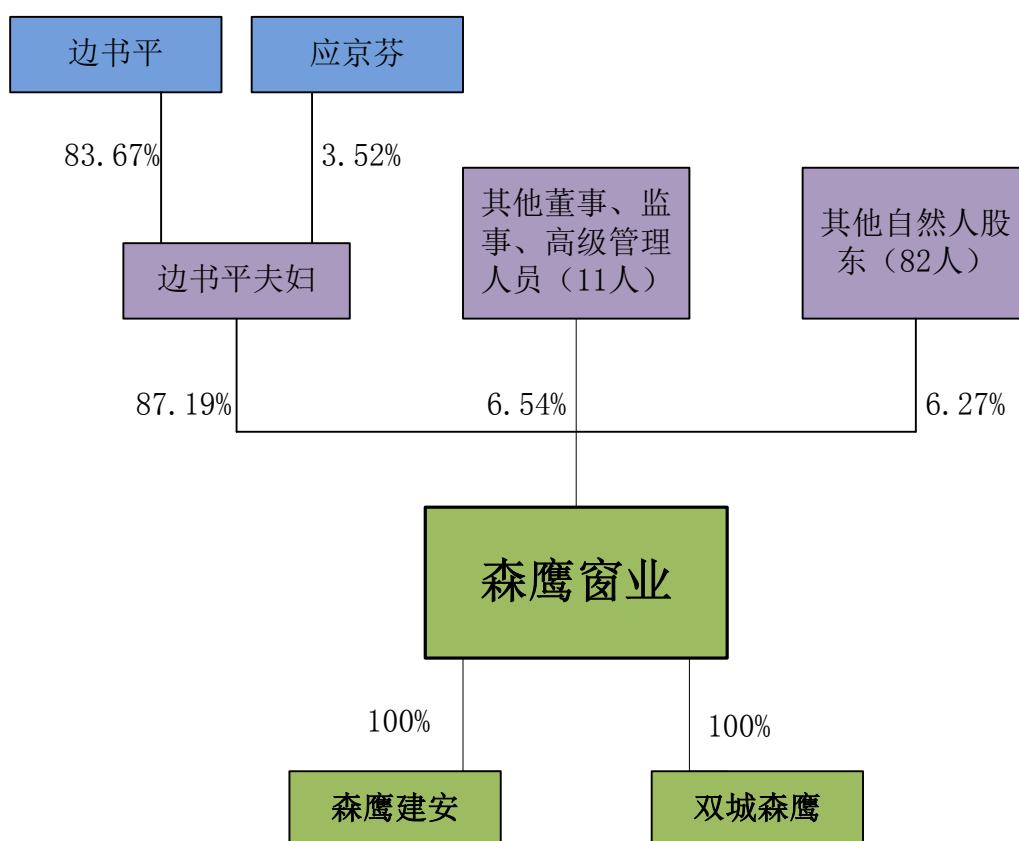 边书平
应京芬
83.67%
3.52%
其他董事、监
事、高级管理
人员（11人）
其他自然人股
东（82人）
边书平夫妇
87.19%
6.54%
6.27%
森鹰窗业
100%
100%
森鹰建安
双城森鹰